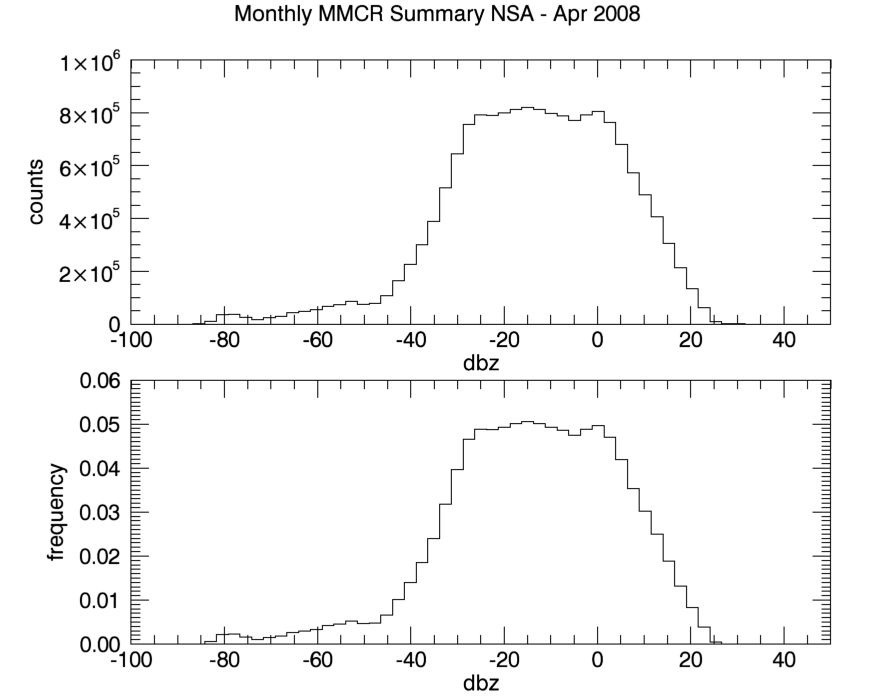 Monthly MMCR Summary NSA - Apr 2008
1×10⁶
8×10⁵
6×10⁵
4×10⁵
2×10⁵
0
counts
-100 -80 -60 -40 -20 0 20 40
dbz
0.06
0.05
0.04
0.03
0.02
0.01
0.00
frequency
-100 -80 -60 -40 -20 0 20 40
dbz